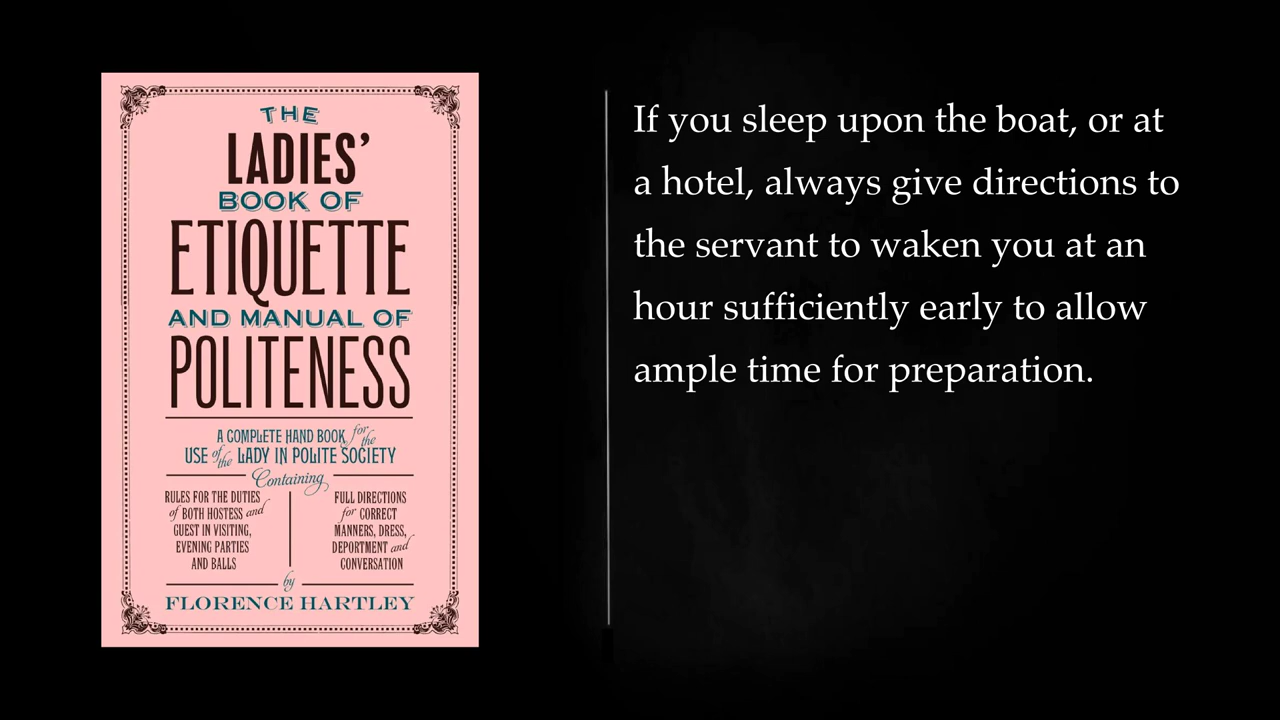 THE
LADIES'
BOOK OF
ETIQUETTE
AND MANUAL OF
POLITENESS
A COMPLETE HAND BOOK for the
USE of the LADY IN POLITE SOCIETY
Containing
RULES FOR THE DUTIES
of BOTH HOSTESS and
GUEST IN VISITING,
EVENING PARTIES
AND BALLS
FULL DIRECTIONS
for CORRECT
MANNERS, DRESS,
DEPORTMENT and
CONVERSATION
by
FLORENCE HARTLEY
If you sleep upon the boat, or at
a hotel, always give directions to
the servant to waken you at an
hour sufficiently early to allow
ample time for preparation.